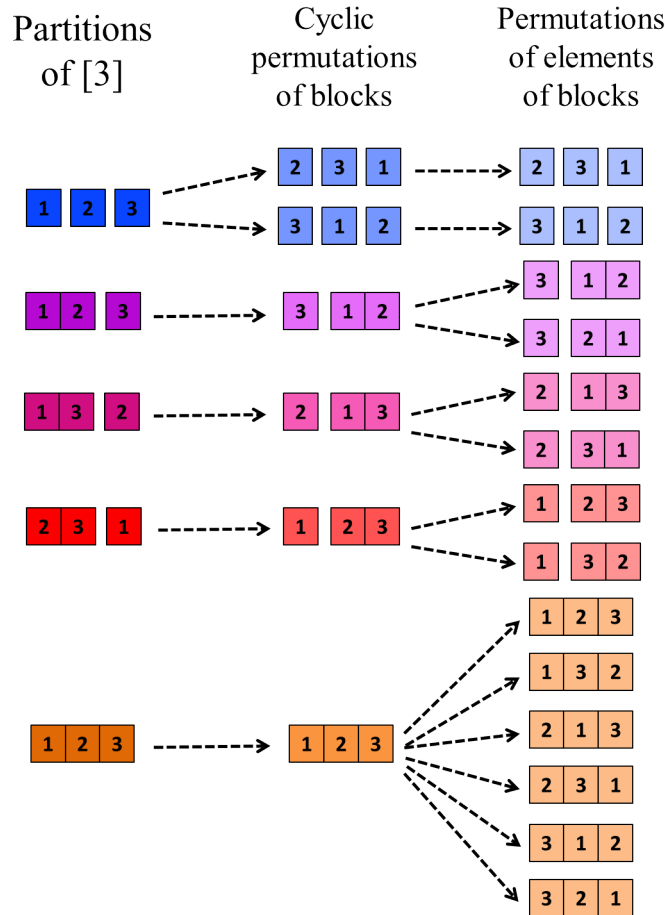 Partitions
of [3]
Cyclic
permutations
of blocks
Permutations
of elements
of blocks
1 2 3
2 3 1
2 3 1
3 1 2
3 1 2
1 2 3
3 1 2
3 1 2
3 2 1
1 3 2
2 1 3
2 1 3
2 3 1
2 3 1
1 2 3
1 2 3
1 3 2
1 2 3
1 2 3
1 2 3
1 3 2
2 1 3
2 3 1
3 1 2
3 2 1